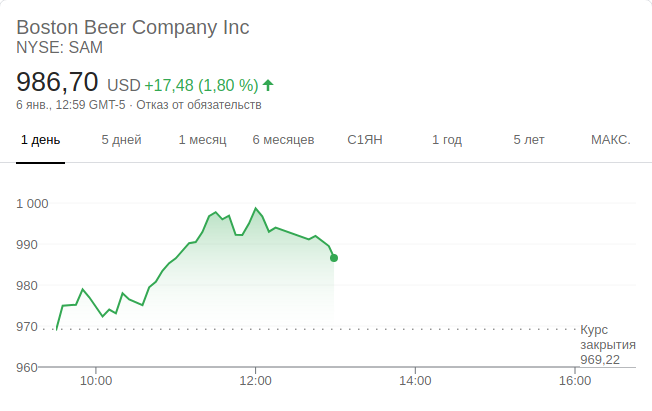 Boston Beer Company Inc
NYSE: SAM
986,70 USD +17,48 (1,80 %)
6 янв., 12:59 GMT-5 · Отказ от обязательств
1 день 5 дней 1 месяц 6 месяцев С1ЯН 1 год 5 лет МАКС.
1 000
990
980
970
960
Курс
закрытия
969,22
10:00 12:00 14:00 16:00